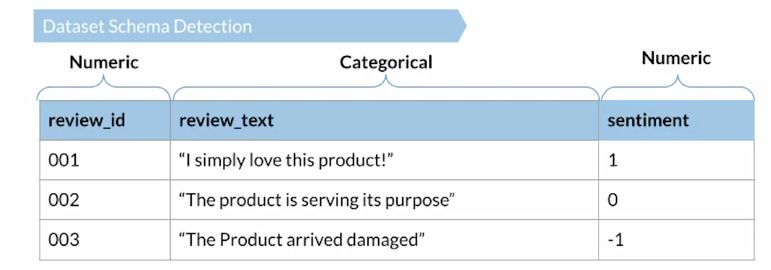 Dataset Schema Detection
Numeric
Categorical
Numeric
review_id review_text sentiment
001 “I simply love this product!” 1
002 “The product is serving its purpose” 0
003 “The Product arrived damaged” -1